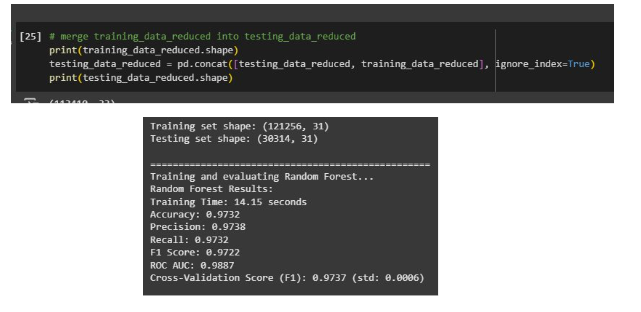 [25] # merge training_data_reduced into testing_data_reduced
print(training_data_reduced.shape)
testing_data_reduced = pd.concat([testing_data_reduced, training_data_reduced], ignore_index=True)
print(testing_data_reduced.shape)
Training set shape: (121256, 31)
Testing set shape: (30314, 31)
==================================================
Training and evaluating Random Forest...
Random Forest Results:
Training Time: 14.15 seconds
Accuracy: 0.9732
Precision: 0.9738
Recall: 0.9732
F1 Score: 0.9722
ROC AUC: 0.9887
Cross-Validation Score (F1): 0.9737 (std: 0.0006)